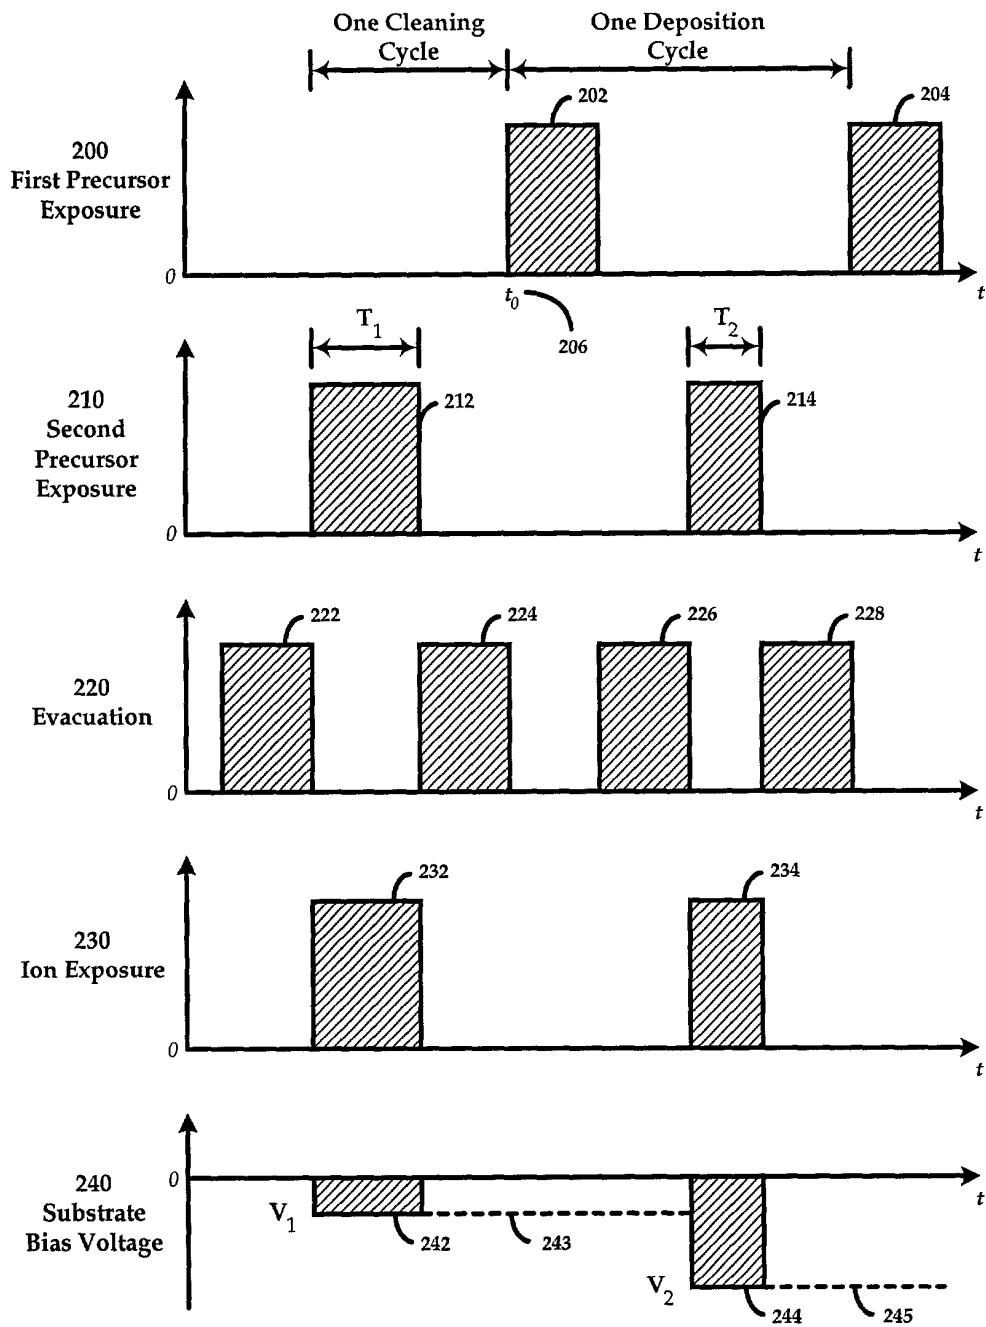 One Cleaning
Cycle
One Deposition
Cycle
202
204
200
First Precursor
Exposure
0
t
t0
206
T1
T2
210
Second
Precursor
Exposure
212
214
0
t
222
224
226
228
220
Evacuation
0
t
232
234
230
Ion Exposure
0
t
0
t
240
Substrate
Bias Voltage
V1
242
243
V2
244
245